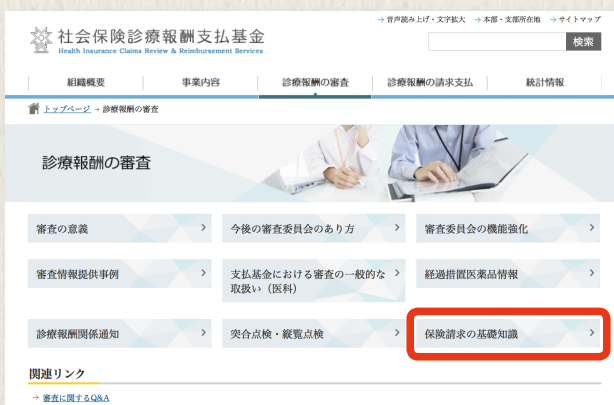 → 音声読み上げ・文字拡大 → 本部・支部所在地 → サイトマップ
社会保険診療報酬支払基金
Health Insurance Claims Review & Reimbursement Services
検索
組織概要 事業内容 診療報酬の審査 診療報酬の請求支払 統計情報
トップページ → 診療報酬の審査
診療報酬の審査
審査の意義 今後の審査委員会のあり方 審査委員会の機能強化
審査情報提供事例 支払基金における審査の一般的な
取扱い（医科） 経過措置医薬品情報
診療報酬関係通知 突合点検・縦覧点検 保険請求の基礎知識
関連リンク
→ 審査に関するQ&A